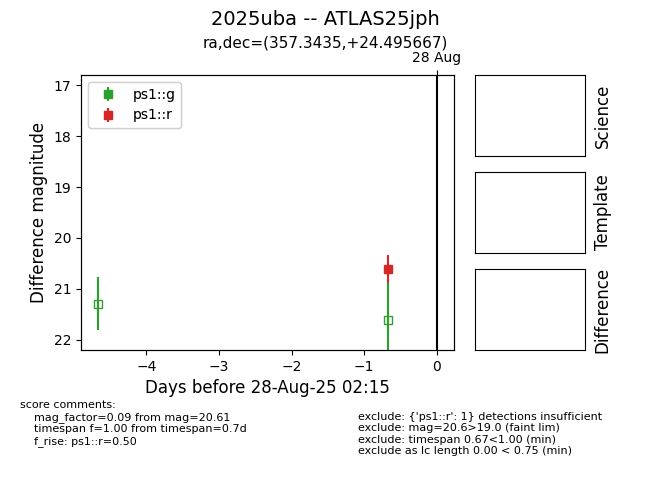 2025uba -- ATLAS25jph
ra,dec=(357.3435,+24.495667)
28 Aug
ps1::g
ps1::r
17
18
19
20
21
22
Difference magnitude
−4
−3
−2
−1
0
Days before 28-Aug-25 02:15
Science
Template
Difference
score comments:
mag_factor=0.09 from mag=20.61
timespan f=1.00 from timespan=0.7d
f_rise: ps1::r=0.50
exclude: {'ps1::r': 1} detections insufficient
exclude: mag=20.6>19.0 (faint lim)
exclude: timespan 0.67<1.00 (min)
exclude as lc length 0.00 < 0.75 (min)